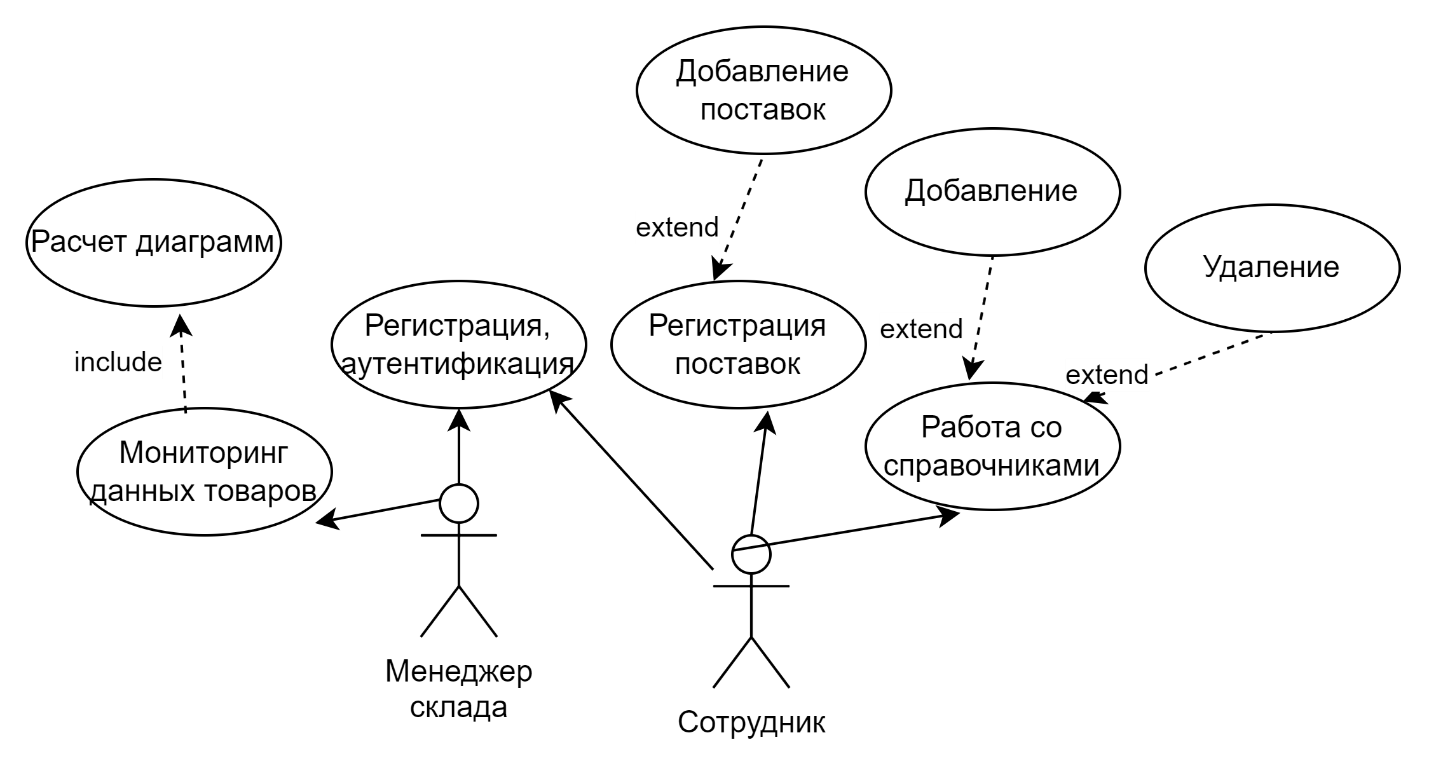 Добавление
поставок
Добавление
Расчет диаграмм
extend
Удаление
Регистрация,
аутентификация
Регистрация
поставок
extend
include
extend
Мониторинг
данных товаров
Работа со
справочниками
Менеджер
склада
Сотрудник